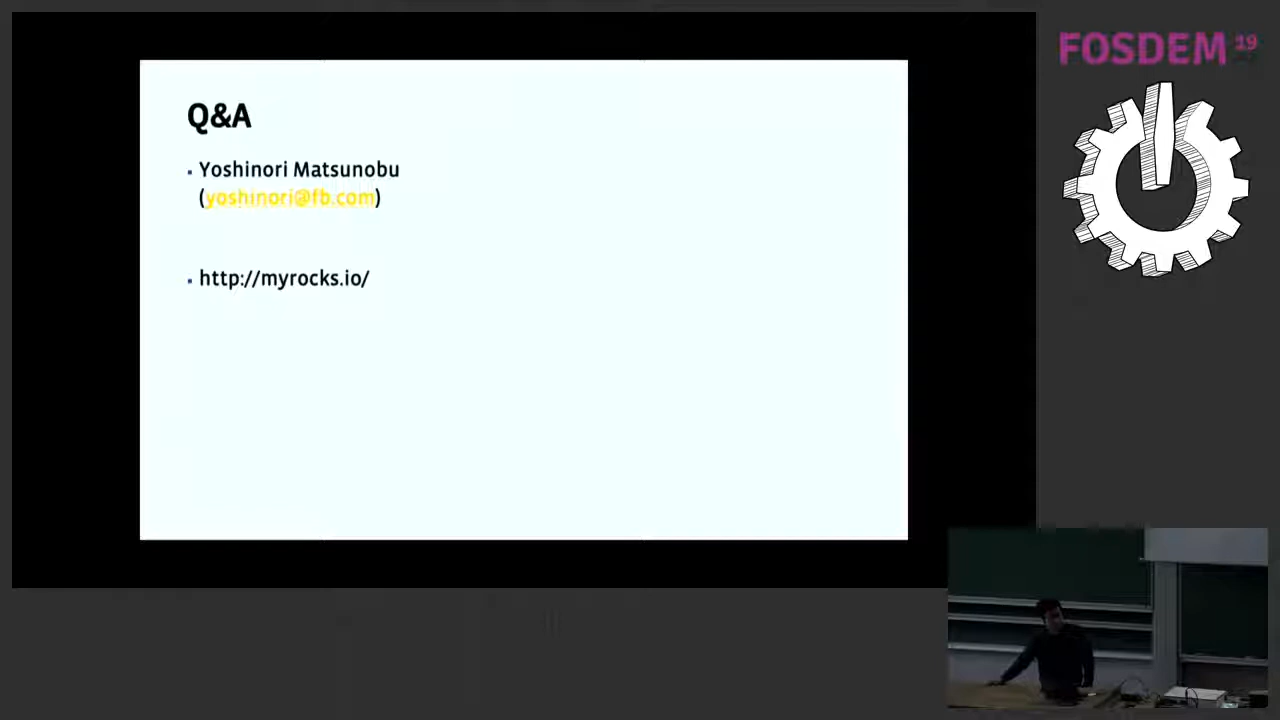 FOSDEM 19
Q&A
▪ Yoshinori Matsunobu
(yoshinori@fb.com)
▪ http://myrocks.io/